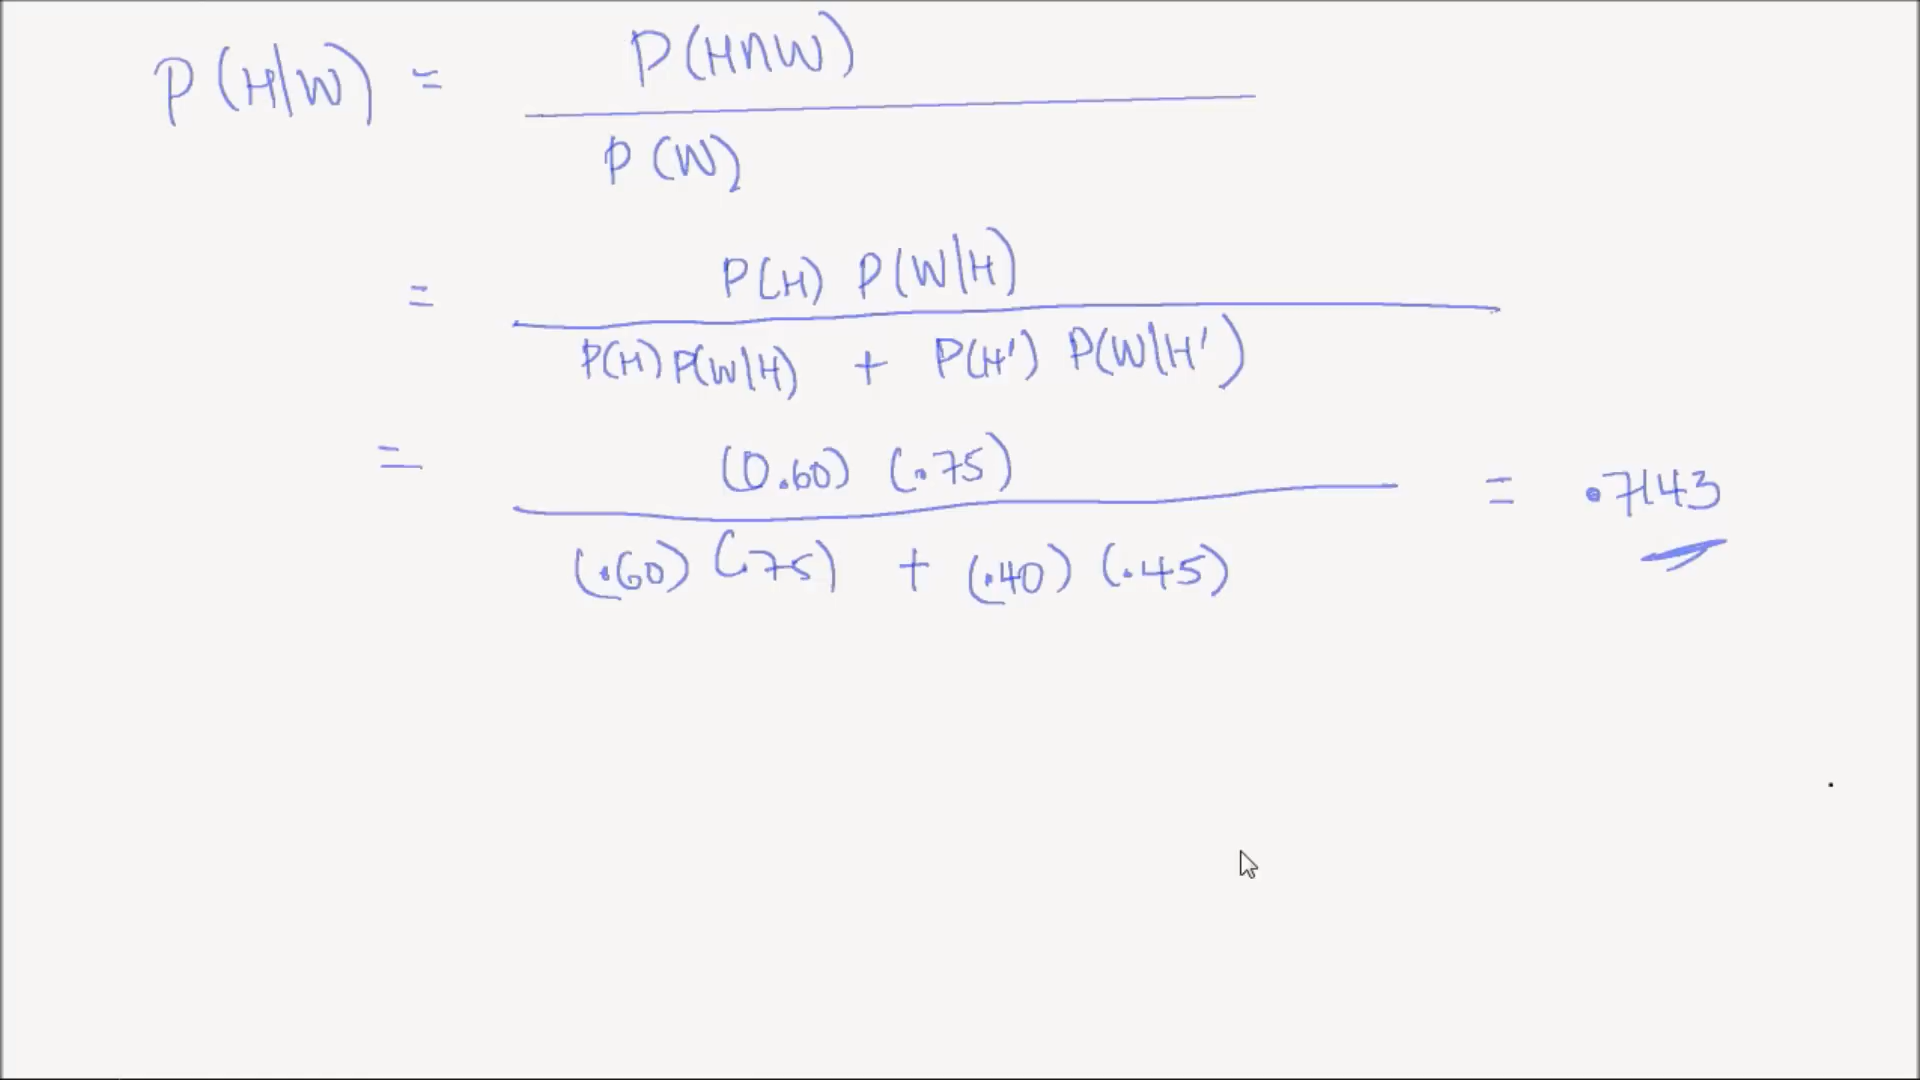 P(H|W) = P(H∩W)
P(W)
= P(H) P(W|H)
P(H) P(W|H) + P(H') P(W|H')
= (0.60) (.75) = .7143
(.60) (.75) + (.40) (.45)